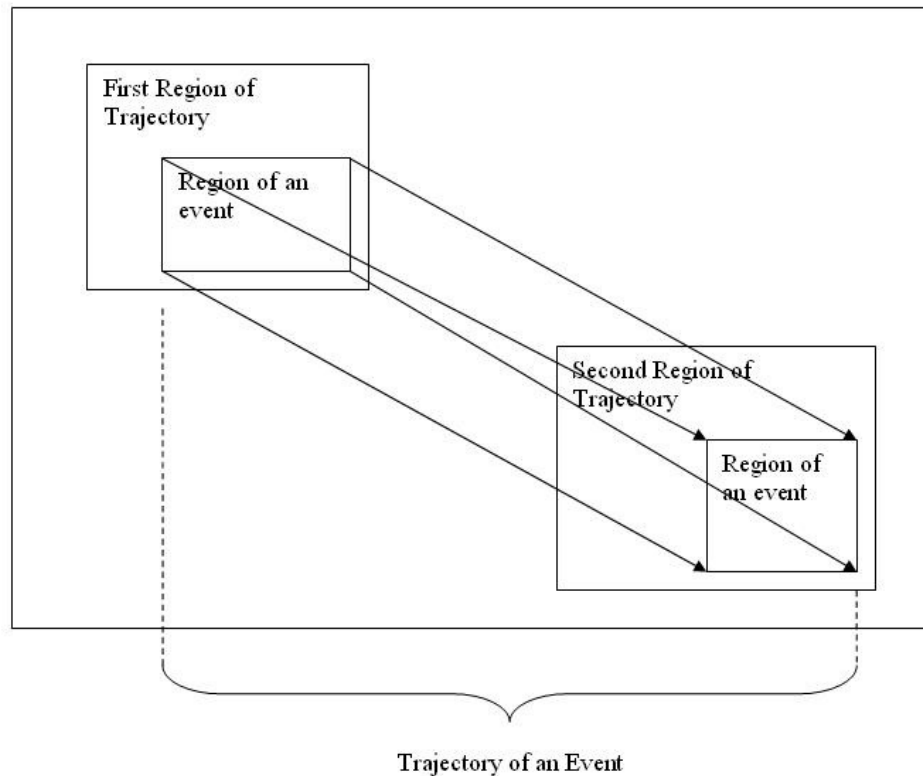 First Region of
Trajectory
Region of an
event
Second Region of
Trajectory
Region of
an event
Trajectory of an Event